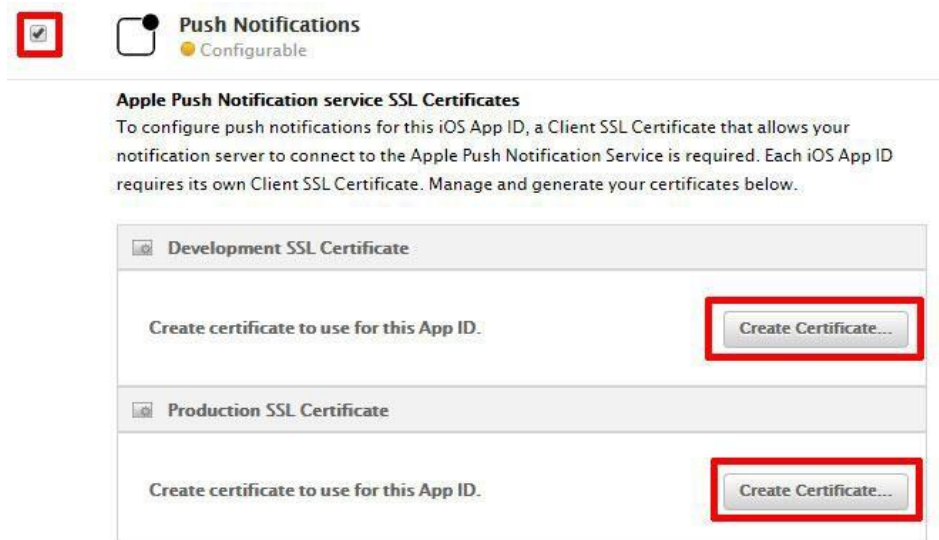 Push Notifications
Configurable
Apple Push Notification service SSL Certificates
To configure push notifications for this iOS App ID, a Client SSL Certificate that allows your
notification server to connect to the Apple Push Notification Service is required. Each iOS App ID
requires its own Client SSL Certificate. Manage and generate your certificates below.
Development SSL Certificate
Create certificate to use for this App ID.
Create Certificate...
Production SSL Certificate
Create certificate to use for this App ID.
Create Certificate...